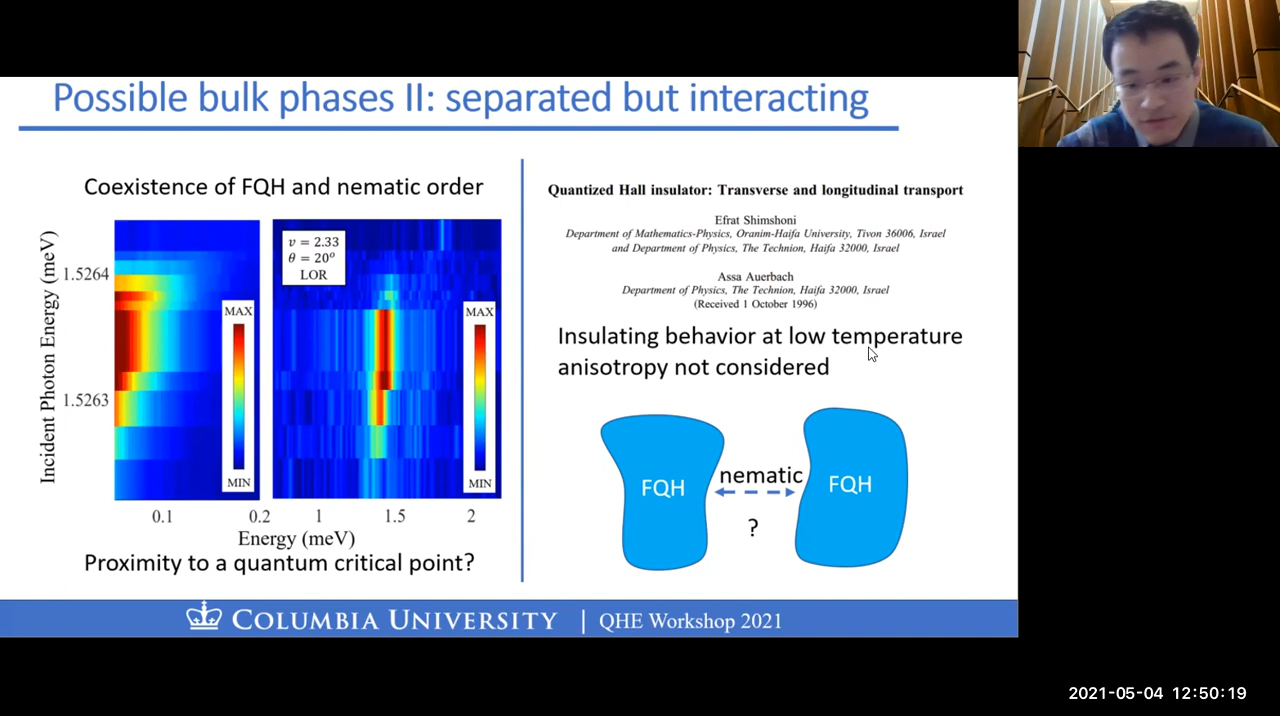 Possible bulk phases II: separated but interacting
Coexistence of FQH and nematic order
Incident Photon Energy (meV)
1.5264
1.5263
MAX
MIN
ν = 2.33
θ = 20°
LOR
MAX
MIN
0.1
0.2
1
1.5
2
Energy (meV)
Proximity to a quantum critical point?
Quantized Hall insulator: Transverse and longitudinal transport
Efrat Shimshoni
Department of Mathematics-Physics, Oranim-Haifa University, Tivon 36006, Israel
and Department of Physics, The Technion, Haifa 32000, Israel
Assa Auerbach
Department of Physics, The Technion, Haifa 32000, Israel
(Received 1 October 1996)
Insulating behavior at low temperature
anisotropy not considered
FQH
nematic
?
FQH
COLUMBIA UNIVERSITY | QHE Workshop 2021
2021-05-04 12:50:19